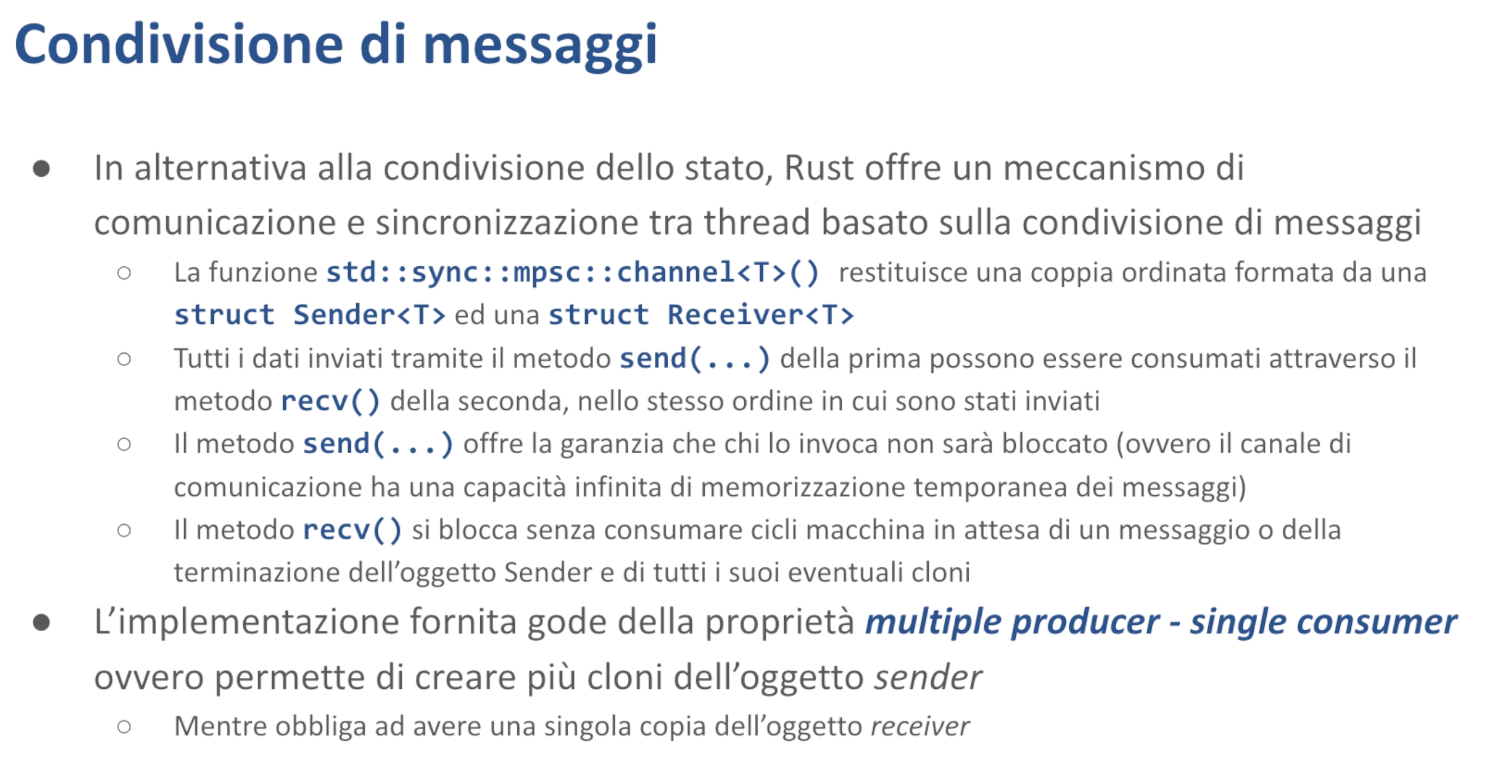 Condivisione di messaggi
● In alternativa alla condivisione dello stato, Rust offre un meccanismo di
comunicazione e sincronizzazione tra thread basato sulla condivisione di messaggi
○ La funzione std::sync::mpsc::channel<T>() restituisce una coppia ordinata formata da una
struct Sender<T> ed una struct Receiver<T>
○ Tutti i dati inviati tramite il metodo send(...) della prima possono essere consumati attraverso il
metodo recv() della seconda, nello stesso ordine in cui sono stati inviati
○ Il metodo send(...) offre la garanzia che chi lo invoca non sarà bloccato (ovvero il canale di
comunicazione ha una capacità infinita di memorizzazione temporanea dei messaggi)
○ Il metodo recv() si blocca senza consumare cicli macchina in attesa di un messaggio o della
terminazione dell’oggetto Sender e di tutti i suoi eventuali cloni
● L’implementazione fornita gode della proprietà multiple producer - single consumer
ovvero permette di creare più cloni dell’oggetto sender
○ Mentre obbliga ad avere una singola copia dell’oggetto receiver